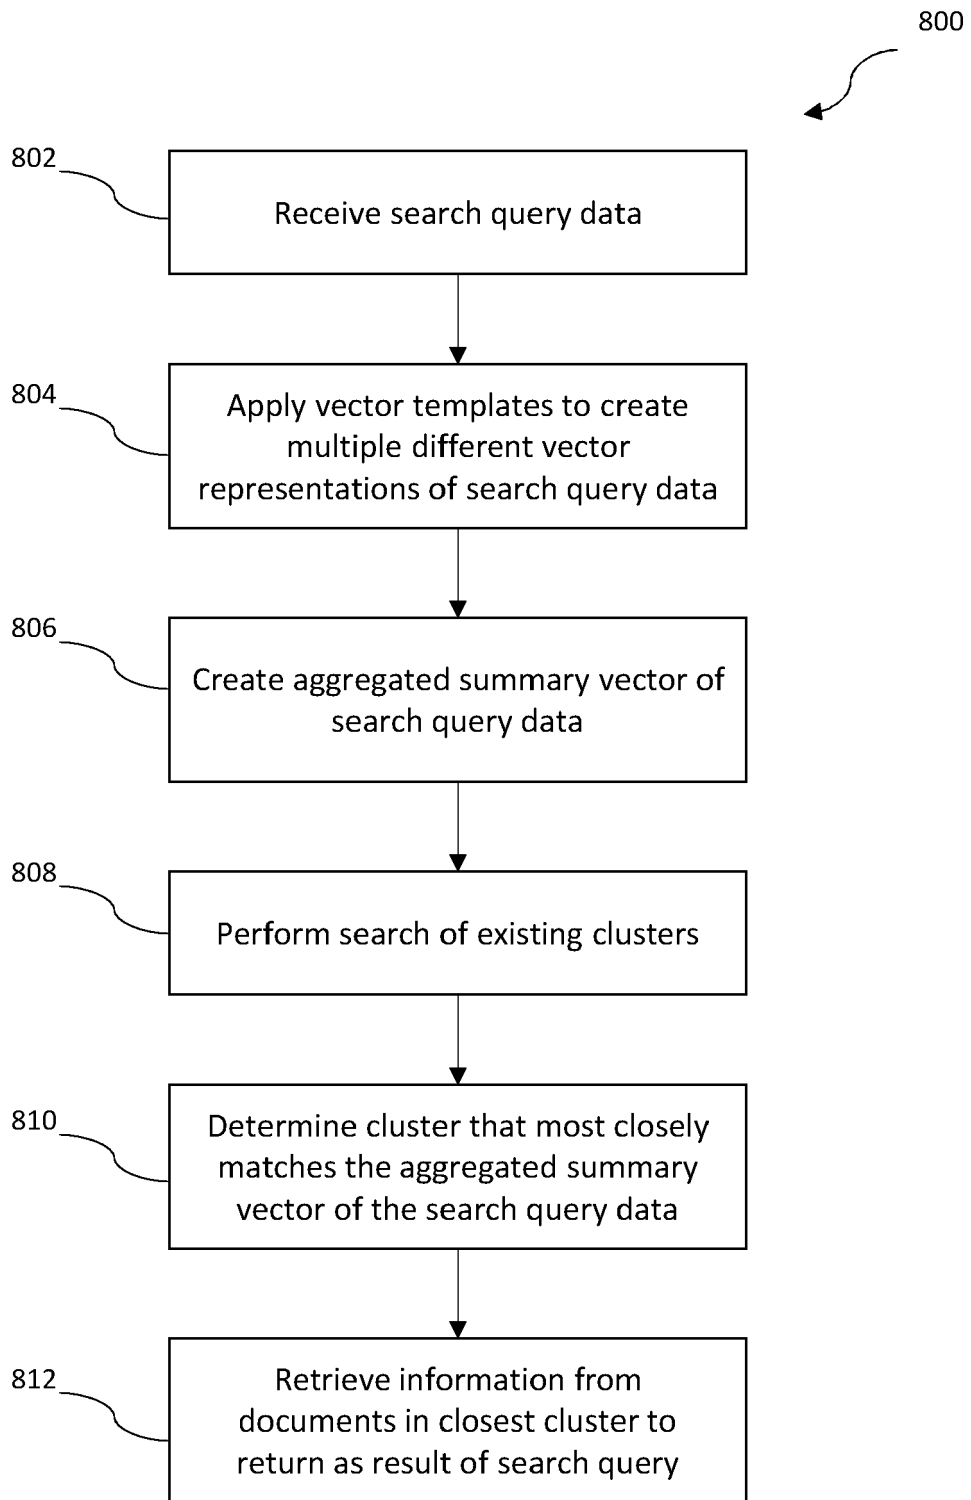 800
802
Receive search query data
804
Apply vector templates to create
multiple different vector
representations of search query data
806
Create aggregated summary vector of
search query data
808
Perform search of existing clusters
810
Determine cluster that most closely
matches the aggregated summary
vector of the search query data
812
Retrieve information from
documents in closest cluster to
return as result of search query